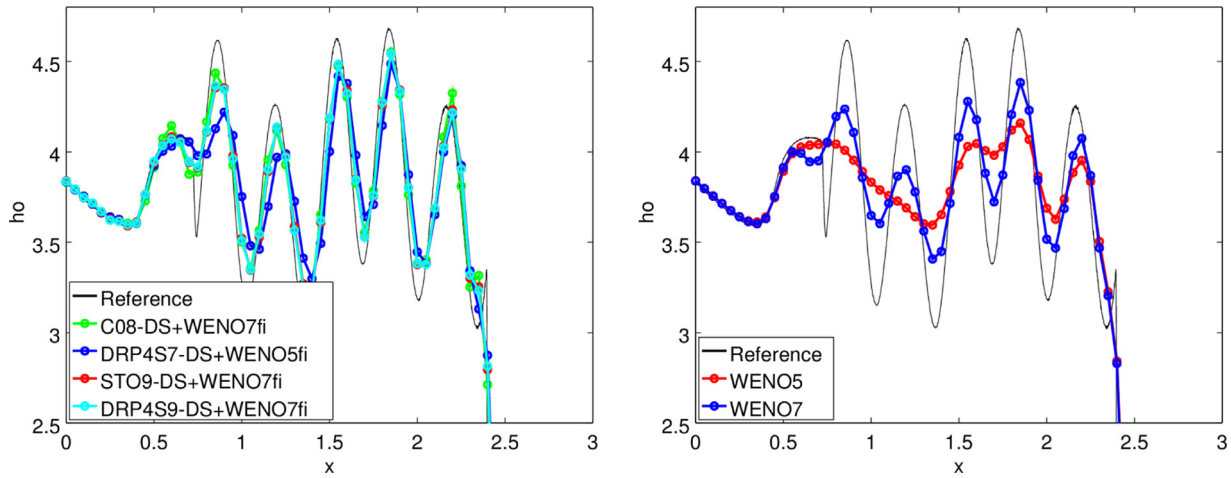 4.5
4
3.5
3
2.5
ho
Reference
C08-DS+WENO7fi
DRP4S7-DS+WENO5fi
STO9-DS+WENO7fi
DRP4S9-DS+WENO7fi
0 0.5 1 1.5 2 2.5 3
x
4.5
4
3.5
3
2.5
ho
Reference
WENO5
WENO7
0 0.5 1 1.5 2 2.5 3
x